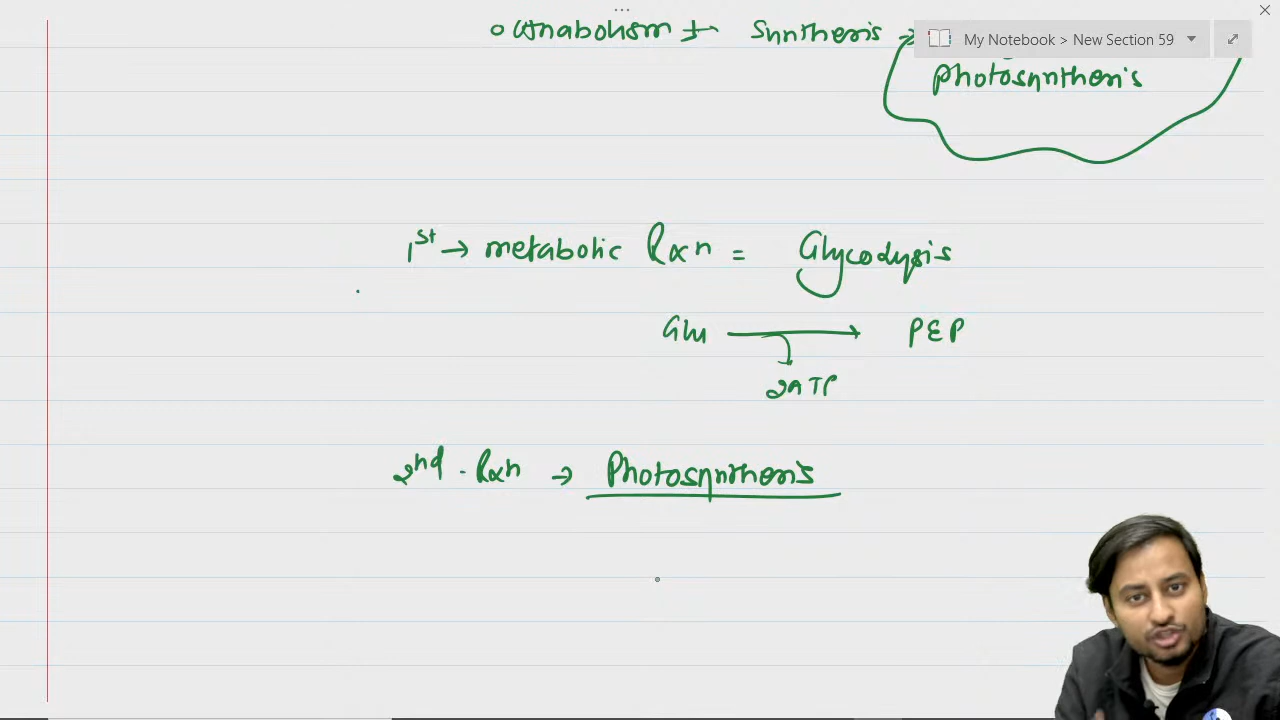 Anabolism → Synthesis →
My Notebook > New Section 59
Photosynthesis
1st → metabolic Rxn = Glycolysis
Glu → PEP
2ATP
2nd - Rxn → Photosynthesis